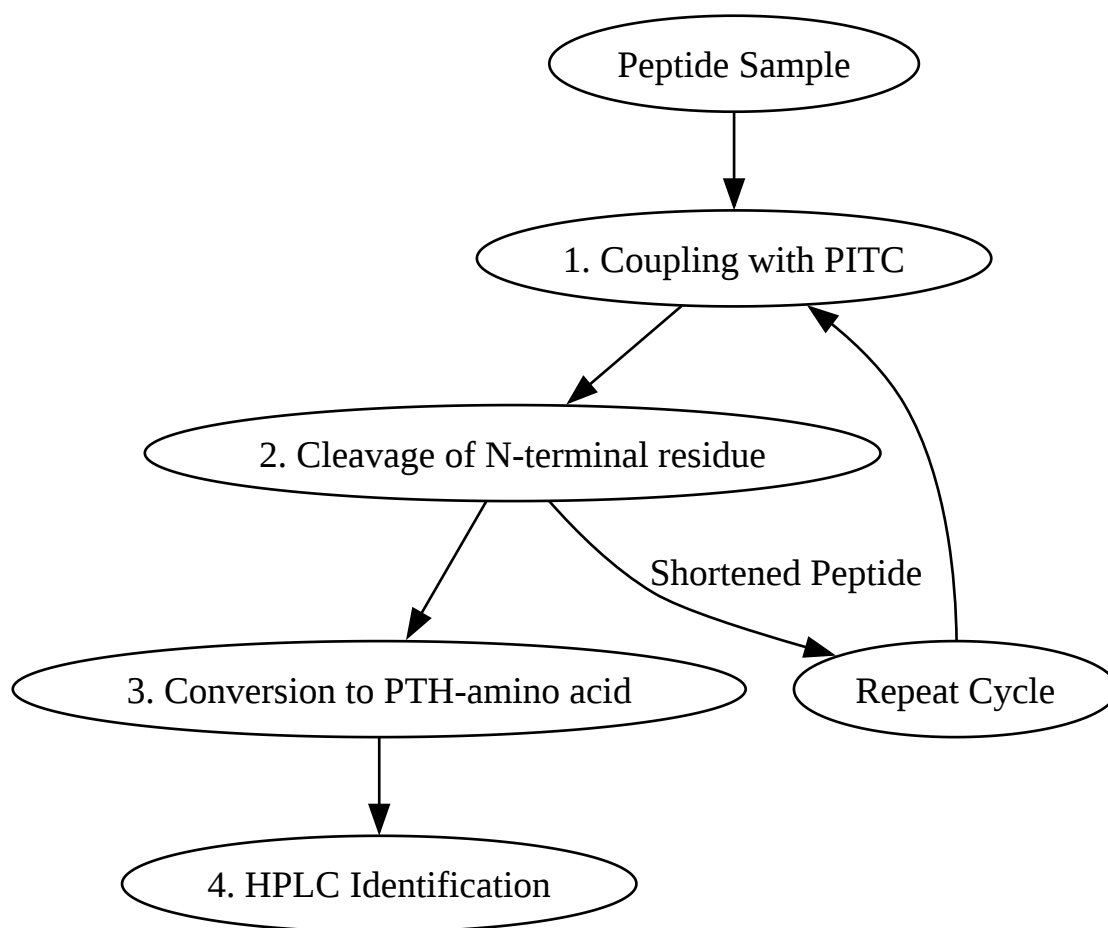 Peptide Sample
1. Coupling with PITC
2. Cleavage of N-terminal residue
Shortened Peptide
3. Conversion to PTH-amino acid
Repeat Cycle
4. HPLC Identification